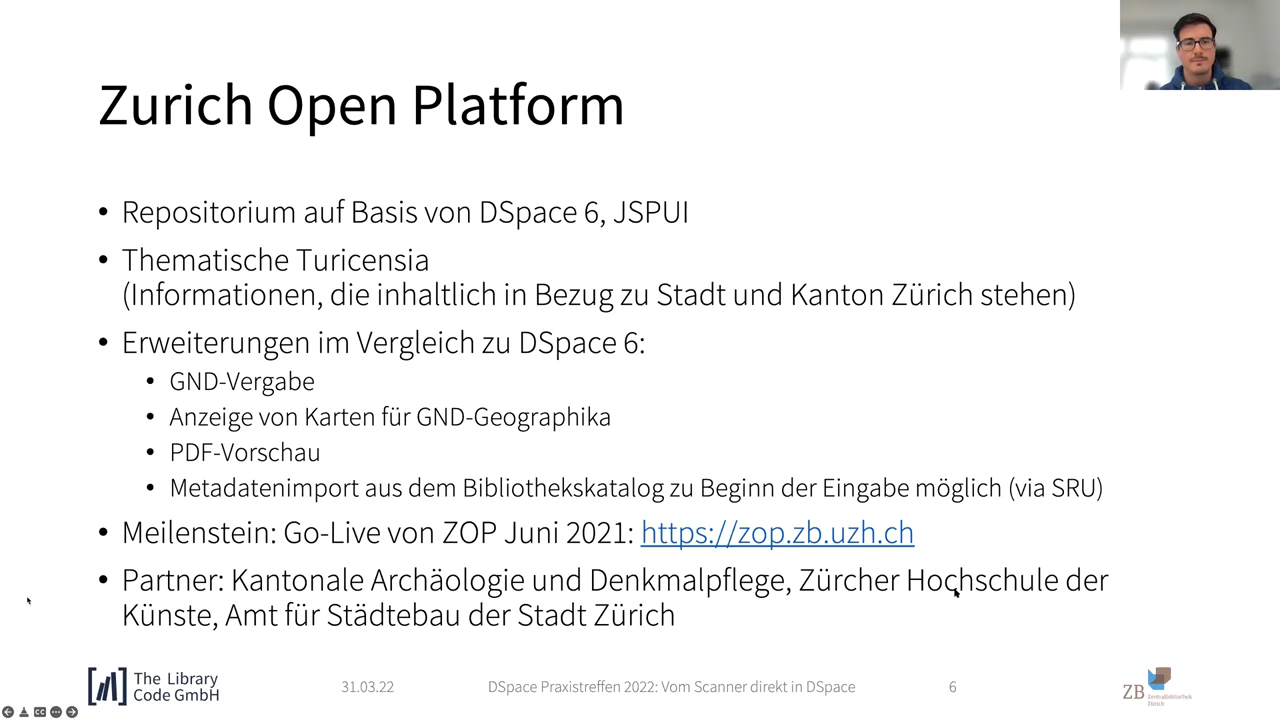 Zurich Open Platform
• Repositorium auf Basis von DSpace 6, JSPUI
• Thematische Turicensia
(Informationen, die inhaltlich in Bezug zu Stadt und Kanton Zürich stehen)
• Erweiterungen im Vergleich zu DSpace 6:
• GND-Vergabe
• Anzeige von Karten für GND-Geographika
• PDF-Vorschau
• Metadatenimport aus dem Bibliothekskatalog zu Beginn der Eingabe möglich (via SRU)
• Meilenstein: Go-Live von ZOP Juni 2021: https://zop.zb.uzh.ch
• Partner: Kantonale Archäologie und Denkmalpflege, Zürcher Hochschule der
Künste, Amt für Städtebau der Stadt Zürich
The Library
Code GmbH
31.03.22
DSpace Praxistreffen 2022: Vom Scanner direkt in DSpace
6
ZB Zentralbibliothek
Zürich
CC